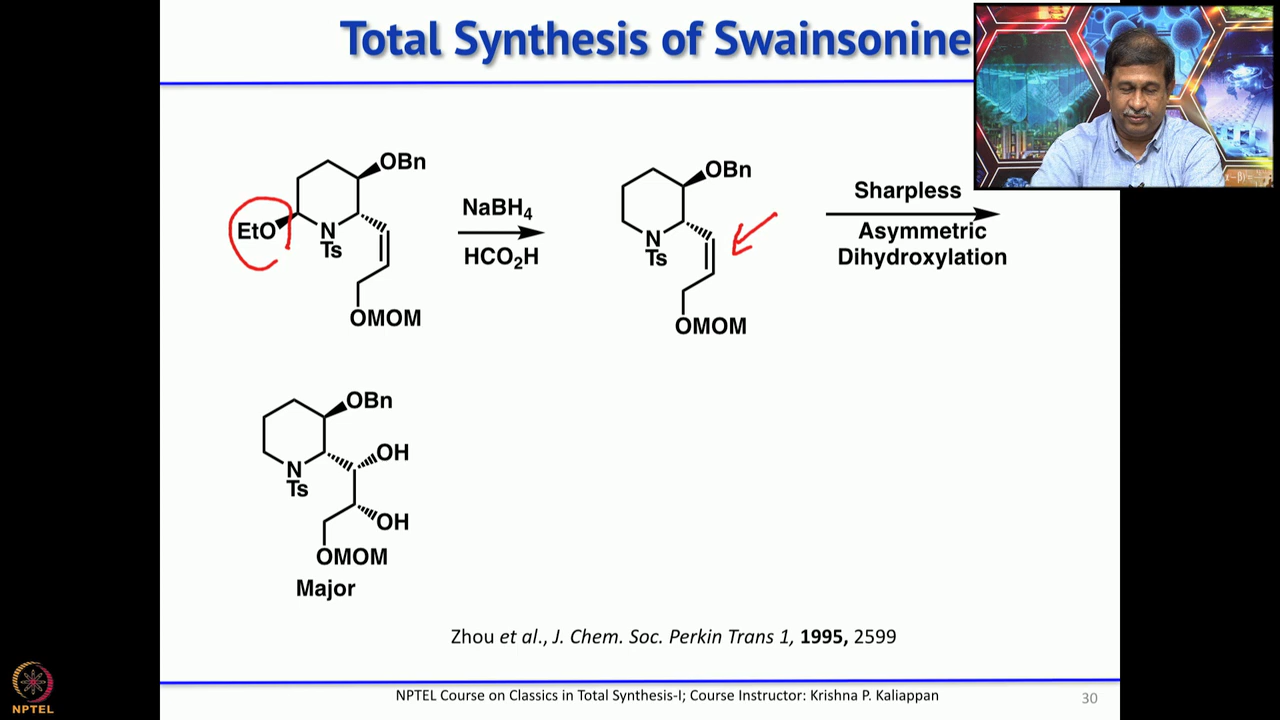 Total Synthesis of Swainsonine
EtO
N
Ts
OBn
OMOM
NaBH4
HCO2H
OBn
N
Ts
OMOM
Sharpless
Asymmetric
Dihydroxylation
OBn
N
Ts
OH
OH
OMOM
Major
Zhou et al., J. Chem. Soc. Perkin Trans 1, 1995, 2599
NPTEL
NPTEL Course on Classics in Total Synthesis-I; Course Instructor: Krishna P. Kaliappan
30